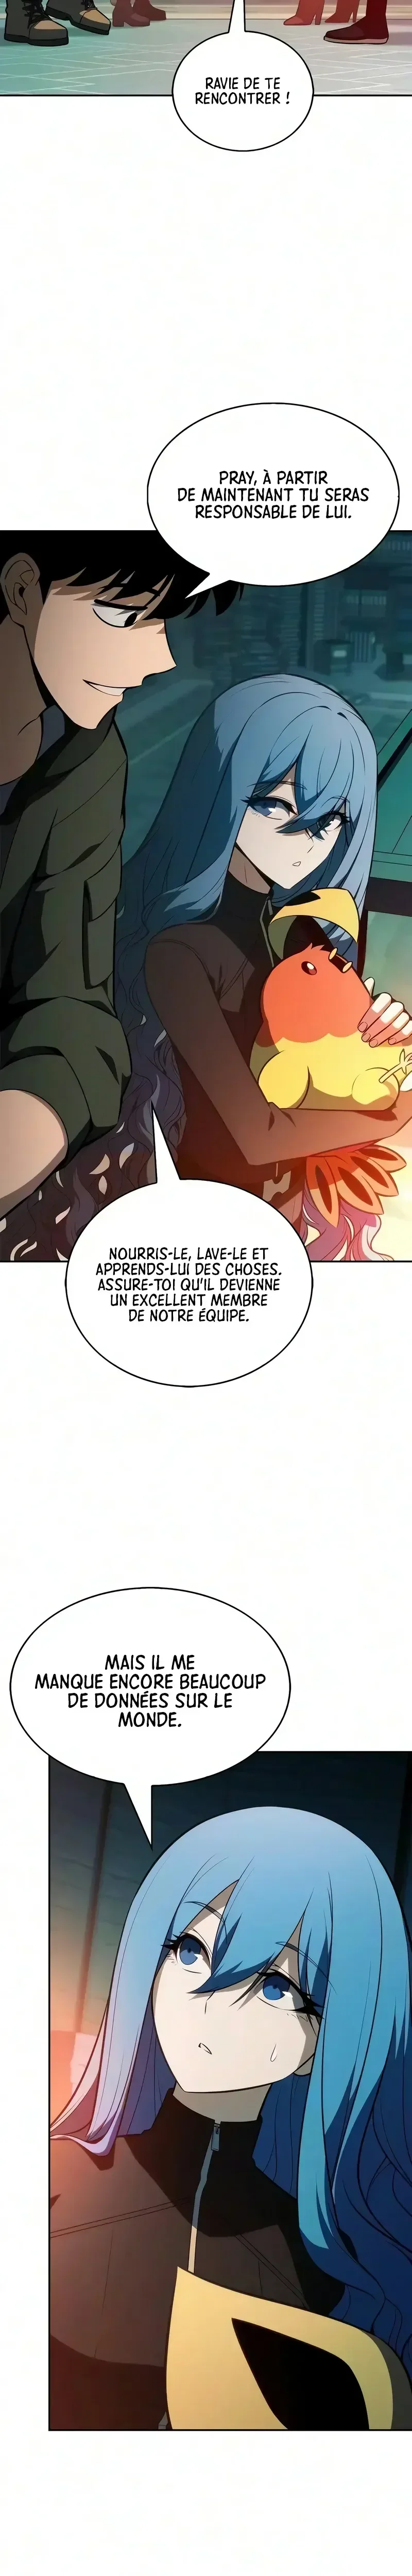 RAVIE DE TE
RENCONTRER !
PRAY, À PARTIR
DE MAINTENANT TU SERAS
RESPONSABLE DE LUI.
NOURRIS-LE, LAVE-LE ET
APPRENDS-LUI DES CHOSES.
ASSURE-TOI QU'IL DEVIENNE
UN EXCELLENT MEMBRE
DE NOTRE ÉQUIPE.
MAIS IL ME
MANQUE ENCORE BEAUCOUP
DE DONNÉES SUR LE
MONDE.